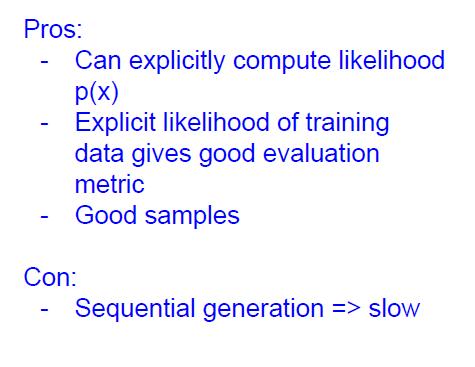 Pros:
- Can explicitly compute likelihood
p(x)
- Explicit likelihood of training
data gives good evaluation
metric
- Good samples
Con:
- Sequential generation => slow